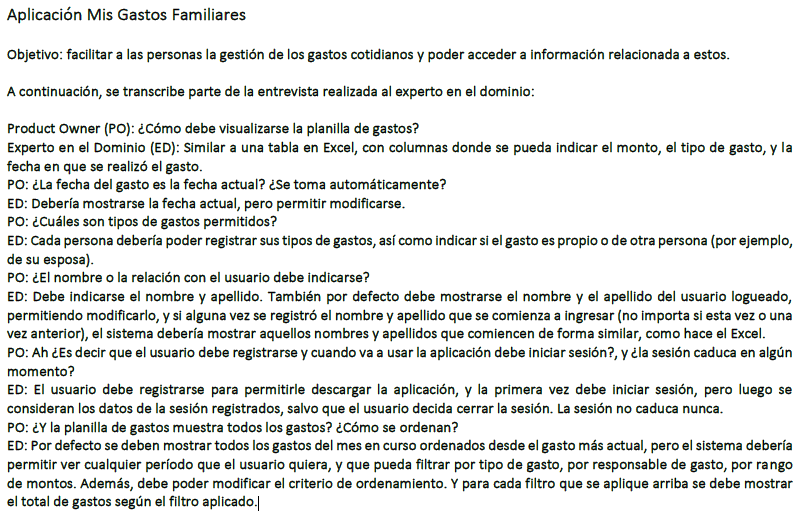 Aplicación Mis Gastos Familiares
Objetivo: facilitar a las personas la gestión de los gastos cotidianos y poder acceder a información relacionada a estos.
A continuación, se transcribe parte de la entrevista realizada al experto en el dominio:
Product Owner (PO): ¿Cómo debe visualizarse la planilla de gastos?
Experto en el Dominio (ED): Similar a una tabla en Excel, con columnas donde se pueda indicar el monto, el tipo de gasto, y la
fecha en que se realizó el gasto.
PO: ¿La fecha del gasto es la fecha actual? ¿Se toma automáticamente?
ED: Debería mostrarse la fecha actual, pero permitir modificarse.
PO: ¿Cuáles son tipos de gastos permitidos?
ED: Cada persona debería poder registrar sus tipos de gastos, así como indicar si el gasto es propio o de otra persona (por ejemplo,
de su esposa).
PO: ¿El nombre o la relación con el usuario debe indicarse?
ED: Debe indicarse el nombre y apellido. También por defecto debe mostrarse el nombre y el apellido del usuario logueado,
permitiendo modificarlo, y si alguna vez se registró el nombre y apellido que se comienza a ingresar (no importa si esta vez o una
vez anterior), el sistema debería mostrar aquellos nombres y apellidos que comiencen de forma similar, como hace el Excel.
PO: Ah ¿Es decir que el usuario debe registrarse y cuando va a usar la aplicación debe iniciar sesión?, y ¿la sesión caduca en algún
momento?
ED: El usuario debe registrarse para permitirle descargar la aplicación, y la primera vez debe iniciar sesión, pero luego se
consideran los datos de la sesión registrados, salvo que el usuario decida cerrar la sesión. La sesión no caduca nunca.
PO: ¿Y la planilla de gastos muestra todos los gastos? ¿Cómo se ordenan?
ED: Por defecto se deben mostrar todos los gastos del mes en curso ordenados desde el gasto más actual, pero el sistema debería
permitir ver cualquier período que el usuario quiera, y que pueda filtrar por tipo de gasto, por responsable de gasto, por rango
de montos. Además, debe poder modificar el criterio de ordenamiento. Y para cada filtro que se aplique arriba se debe mostrar
el total de gastos según el filtro aplicado.